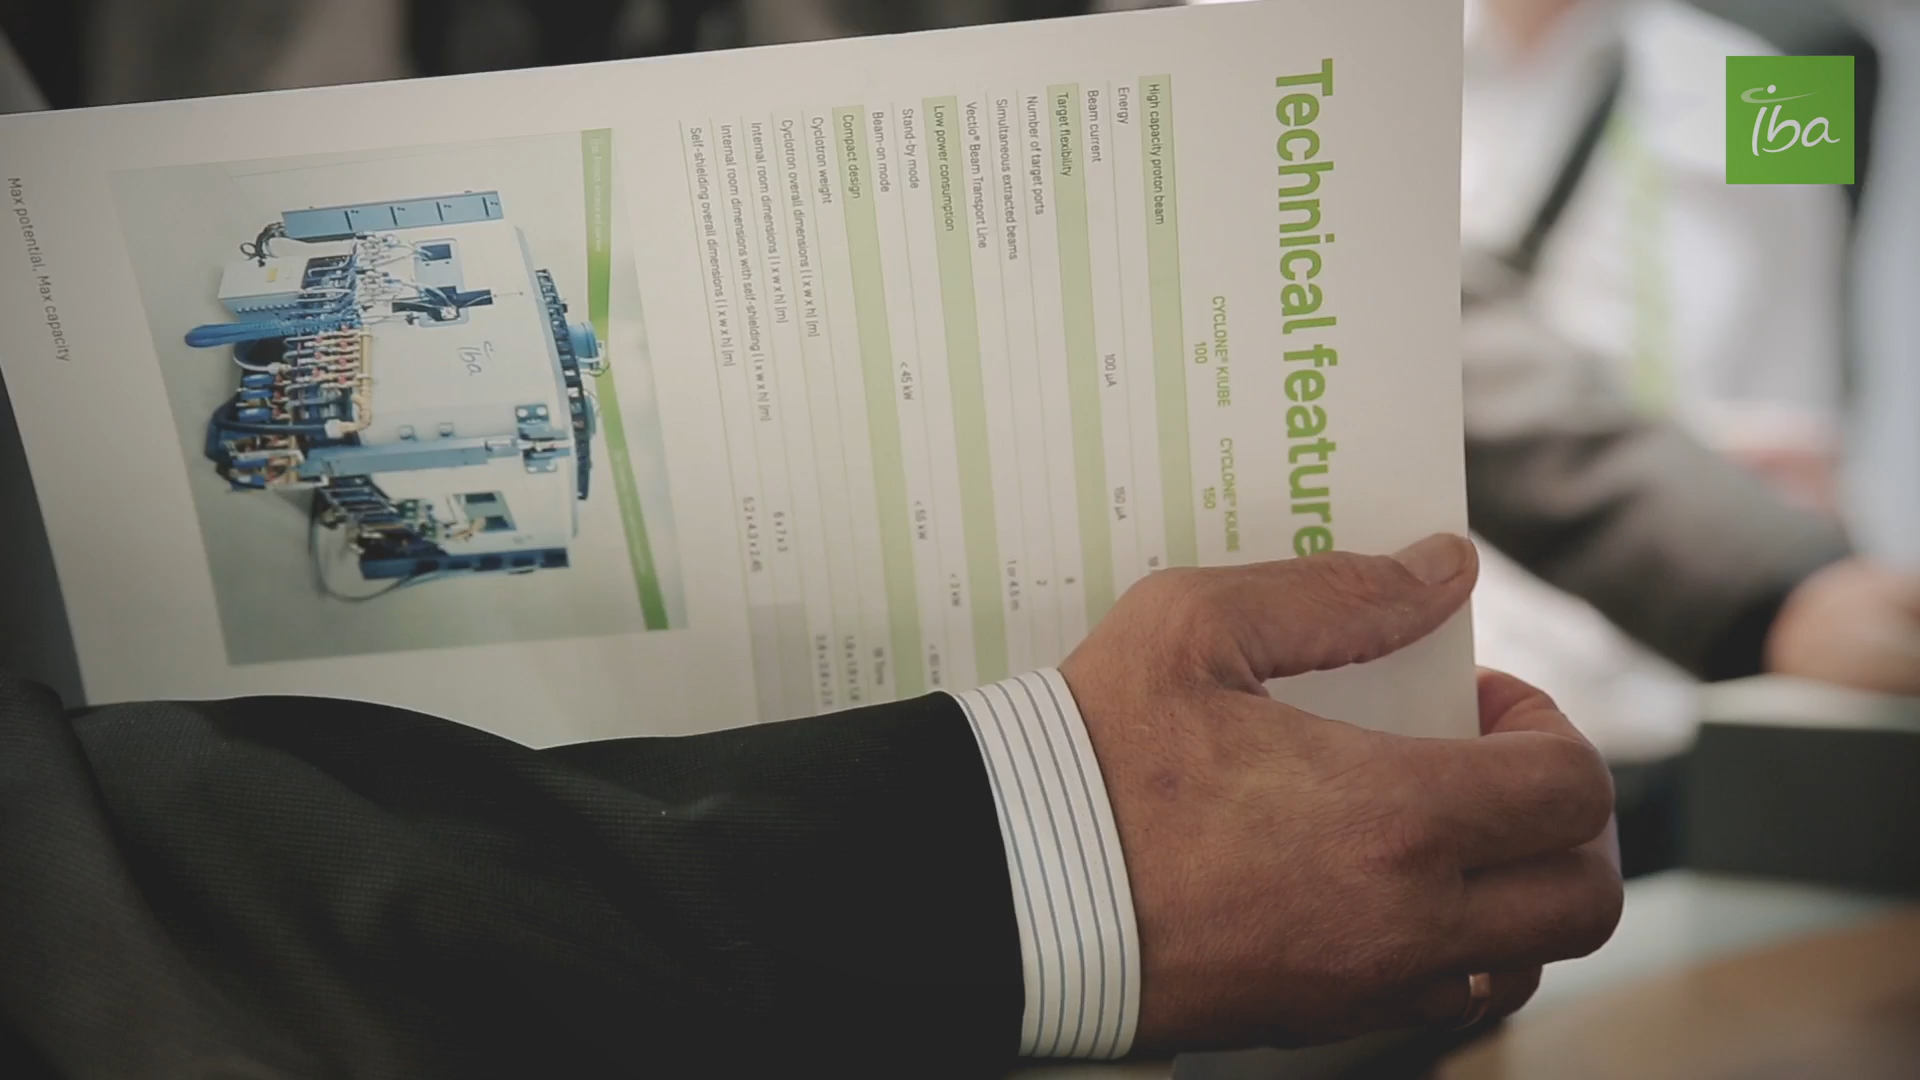 iba
Technical feature
CYCLONE® KIUBE CYCLONE® KIUBE
100 150
High capacity proton beam
Energy 18
Beam current 100 µA 150 µA
Target flexibility
Number of target ports 8
Simultaneous extracted beams 2
Vectio® Beam Transport Line 1 or 4.5 m
Low power consumption
Stand-by mode < 3 kW
Beam-on mode < 45 kW < 55 kW
Compact design
Cyclotron weight 18 Tons
Cyclotron overall dimensions ( l x w x h) (m)
Internal room dimensions ( l x w x h) (m)
Internal room dimensions with self-shielding ( l x w x h) (m) 6 x 7 x 3
Self-shielding overall dimensions ( l x w x h) (m) 5.2 x 4.3 x 2.45
iba
Max potential, Max capacity